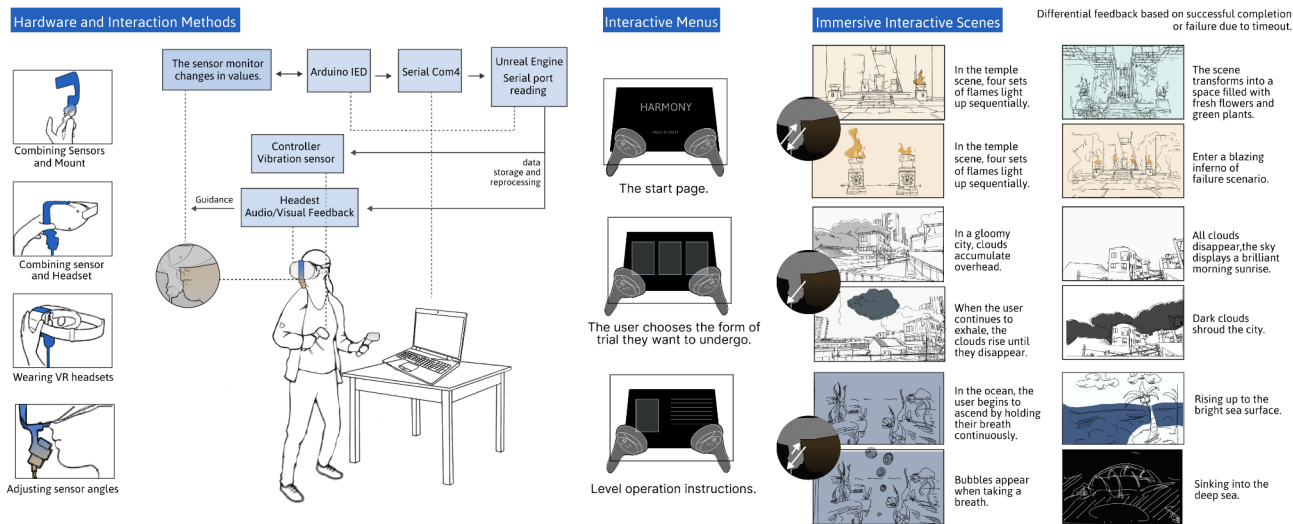 Hardware and Interaction Methods
Combining Sensors
and Mount
Combining sensor
and Headset
Wearing VR headsets
Adjusting sensor angles
The sensor monitor
changes in values.
Arduino IED
Serial Com4
Unreal Engine
Serial port
reading
Controller
Vibration sensor
data
storage and
reprocessing
Guidance
Headest
Audio/Visual Feedback
Interactive Menus
HARMONY
The start page.
The user chooses the form of
trial they want to undergo.
Level operation instructions.
Immersive Interactive Scenes
Differential feedback based on successful completion
or failure due to timeout.
In the temple
scene, four sets
of flames light
up sequentially.
The scene
transforms into a
space filled with
fresh flowers and
green plants.
In the temple
scene, four sets
of flames light
up sequentially.
Enter a blazing
inferno of
failure scenario.
In a gloomy
city, clouds
accumulate
overhead.
All clouds
disappear,the sky
displays a brilliant
morning sunrise.
When the user
continues to
exhale, the
clouds rise until
they disappear.
Dark clouds
shroud the city.
In the ocean, the
user begins to
ascend by holding
their breath
continuously.
Rising up to the
bright sea surface.
Bubbles appear
when taking a
breath.
Sinking into the
deep sea.